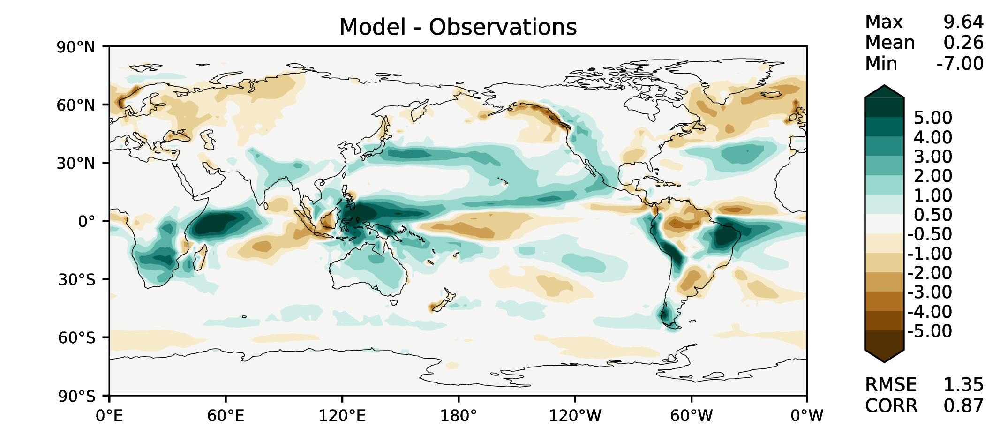 Model - Observations
Max 9.64
Mean 0.26
Min -7.00
90°N
60°N
30°N
0°
30°S
60°S
90°S
0°E 60°E 120°E 180° 120°W 60°W 0°W
5.00
4.00
3.00
2.00
1.00
0.50
-0.50
-1.00
-2.00
-3.00
-4.00
-5.00
RMSE 1.35
CORR 0.87